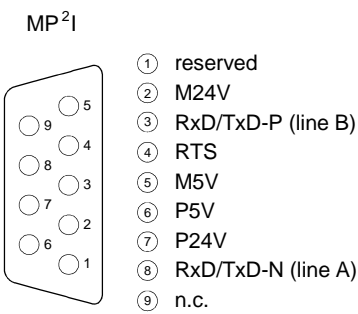 MP²I
5
9
4
8
3
7
2
6
1
1 reserved
2 M24V
3 RxD/TxD-P (line B)
4 RTS
5 M5V
6 P5V
7 P24V
8 RxD/TxD-N (line A)
9 n.c.